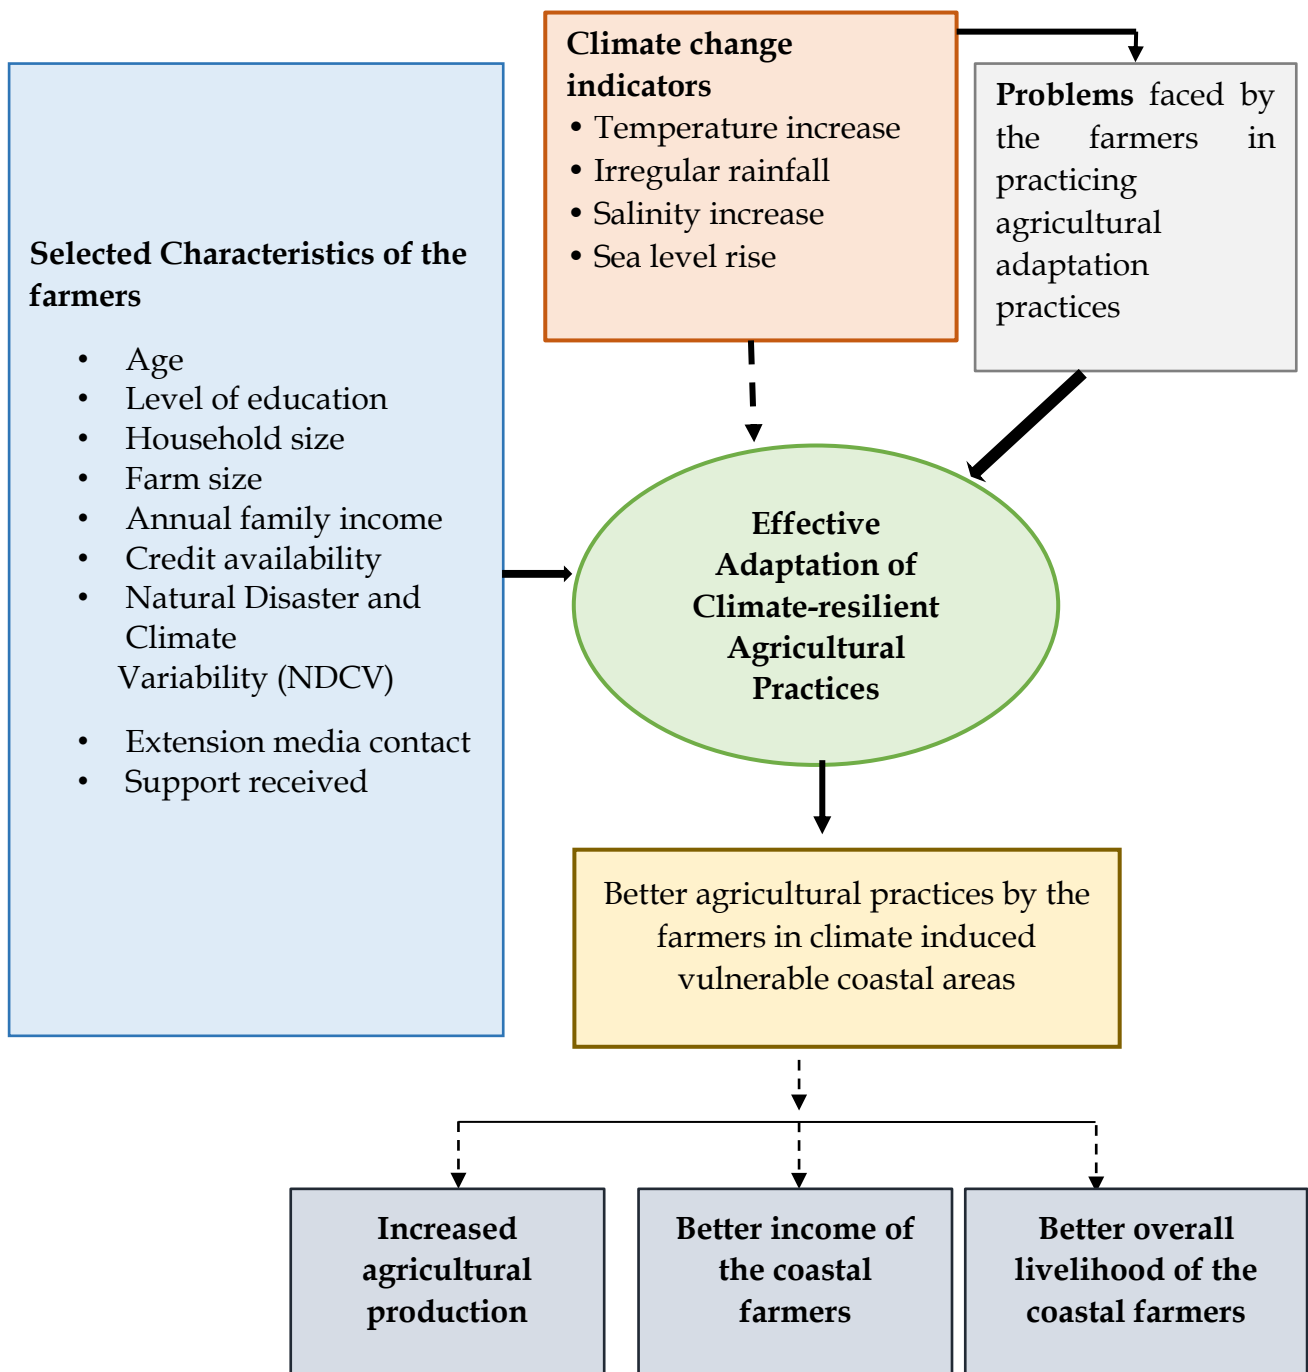 Climate change
indicators
• Temperature increase
• Irregular rainfall
• Salinity increase
• Sea level rise
Problems faced by
the farmers in
practicing
agricultural
adaptation
practices
Selected Characteristics of the
farmers
• Age
• Level of education
• Household size
• Farm size
• Annual family income
• Credit availability
• Natural Disaster and
Climate
Variability (NDCV)
• Extension media contact
• Support received
Effective
Adaptation of
Climate-resilient
Agricultural
Practices
Better agricultural practices by the
farmers in climate induced
vulnerable coastal areas
Increased
agricultural
production
Better income of
the coastal
farmers
Better overall
livelihood of the
coastal farmers